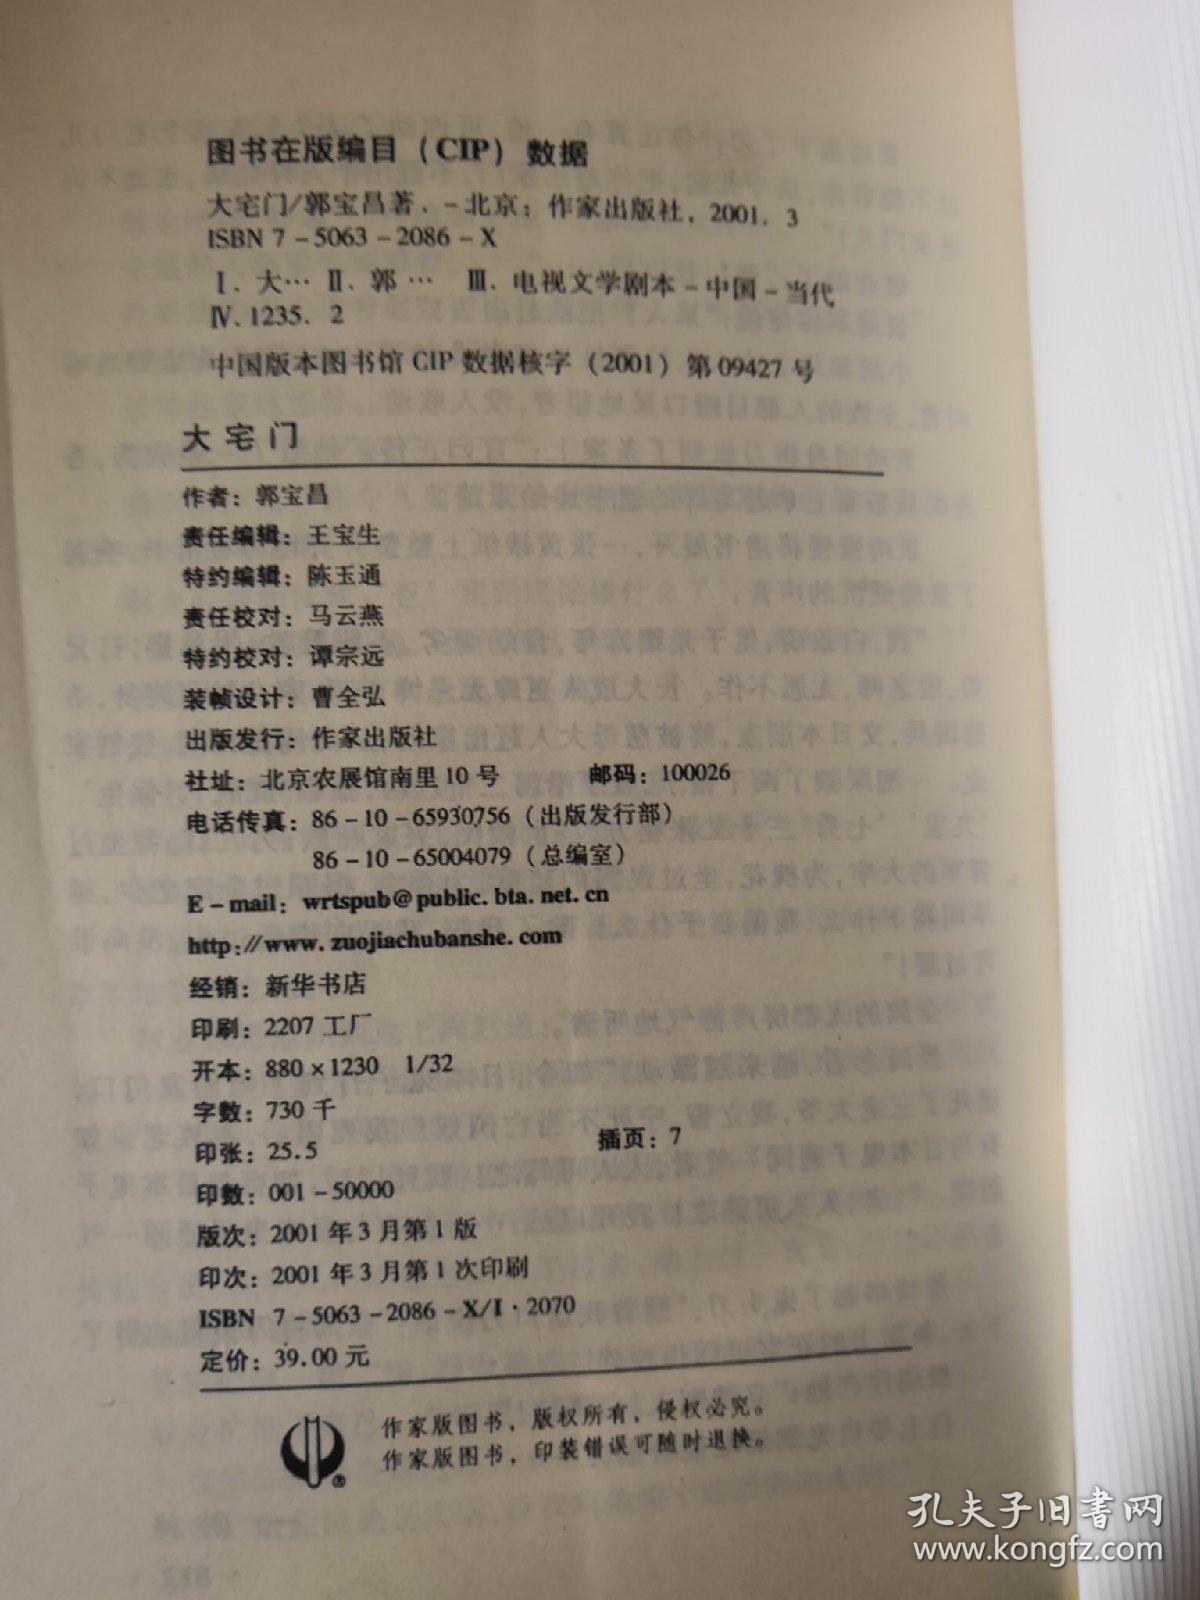 图书在版编目（CIP）数据
大宅门/郭宝昌著．－北京：作家出版社，2001．3
ISBN 7－5063－2086－X
Ⅰ．大… Ⅱ．郭… Ⅲ．电视文学剧本－中国－当代
Ⅳ．1235．2
中国版本图书馆 CIP 数据核字（2001）第 09427 号
大宅门
作者：郭宝昌
责任编辑：王宝生
特约编辑：陈玉通
责任校对：马云燕
特约校对：谭宗远
装帧设计：曹全弘
出版发行：作家出版社
社址：北京农展馆南里 10 号 邮码：100026
电话传真：86－10－65930756（出版发行部）
86－10－65004079（总编室）
E－mail：wrtspub@public.bta.net.cn
http://www.zuojiachubanshe.com
经销：新华书店
印刷：2207 工厂
开本：880×1230 1/32
字数：730 千
印张：25.5 插页：7
印数：001－50000
版次：2001 年 3 月第 1 版
印次：2001 年 3 月第 1 次印刷
ISBN 7－5063－2086－X/I·2070
定价：39.00 元
作家版图书，版权所有，侵权必究。
作家版图书，印装错误可随时退换。
孔夫子旧书网
www.kongfz.com